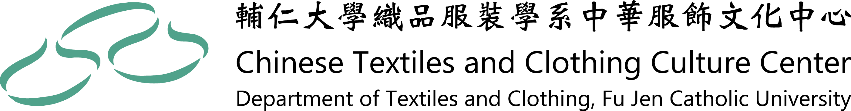 輔仁大學織品服裝學系中華服飾文化中心
Chinese Textiles and Clothing Culture Center
Department of Textiles and Clothing, Fu Jen Catholic University